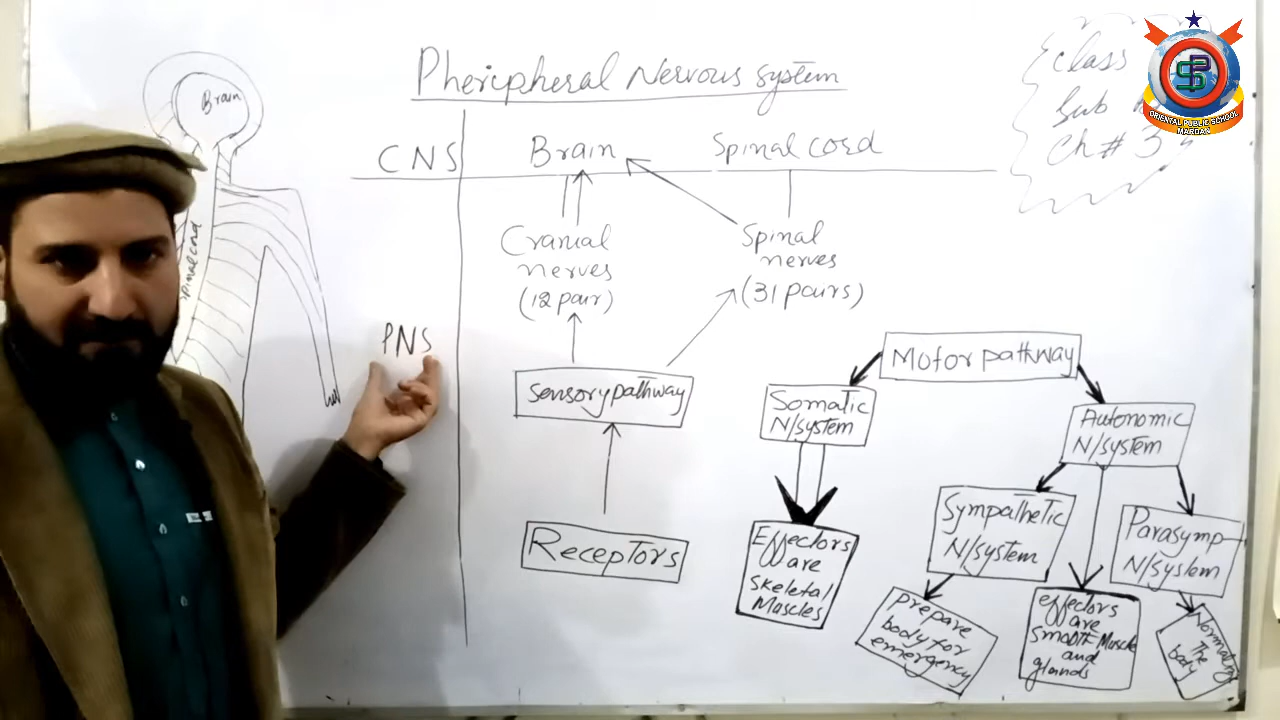 Pheripheral Nervous system
class
Sub
Ch # 3
Brain
CNS
Brain
Spinal cord
spinal cord
Cranial
nerves
(12 pair)
Spinal
nerves
(31 pairs)
PNS
Sensory pathway
Receptors
Motor pathway
Somatic
N/system
Autonomic
N/system
Effectors
are
Skeletal
Muscles
Sympathetic
N/system
Parasymp
N/system
prepare
body for
emergency
effectors
are
smooth Muscle
and
glands
The
body
ORIENTAL PUBLIC SCHOOL
MARDAN